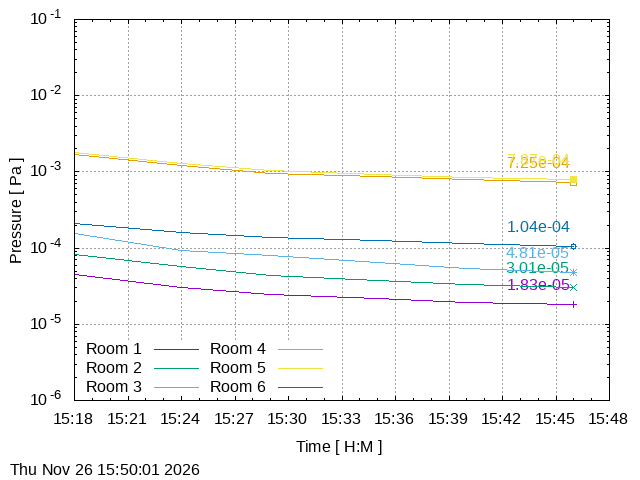 10^-1
10^-2
10^-3
10^-4
10^-5
10^-6
Pressure [ Pa ]
7.25e-04
1.04e-04
4.81e-05
3.01e-05
1.83e-05
Room 1 Room 4
Room 2 Room 5
Room 3 Room 6
15:18 15:21 15:24 15:27 15:30 15:33 15:36 15:39 15:42 15:45 15:48
Time [ H:M ]
Thu Nov 26 15:50:01 2026